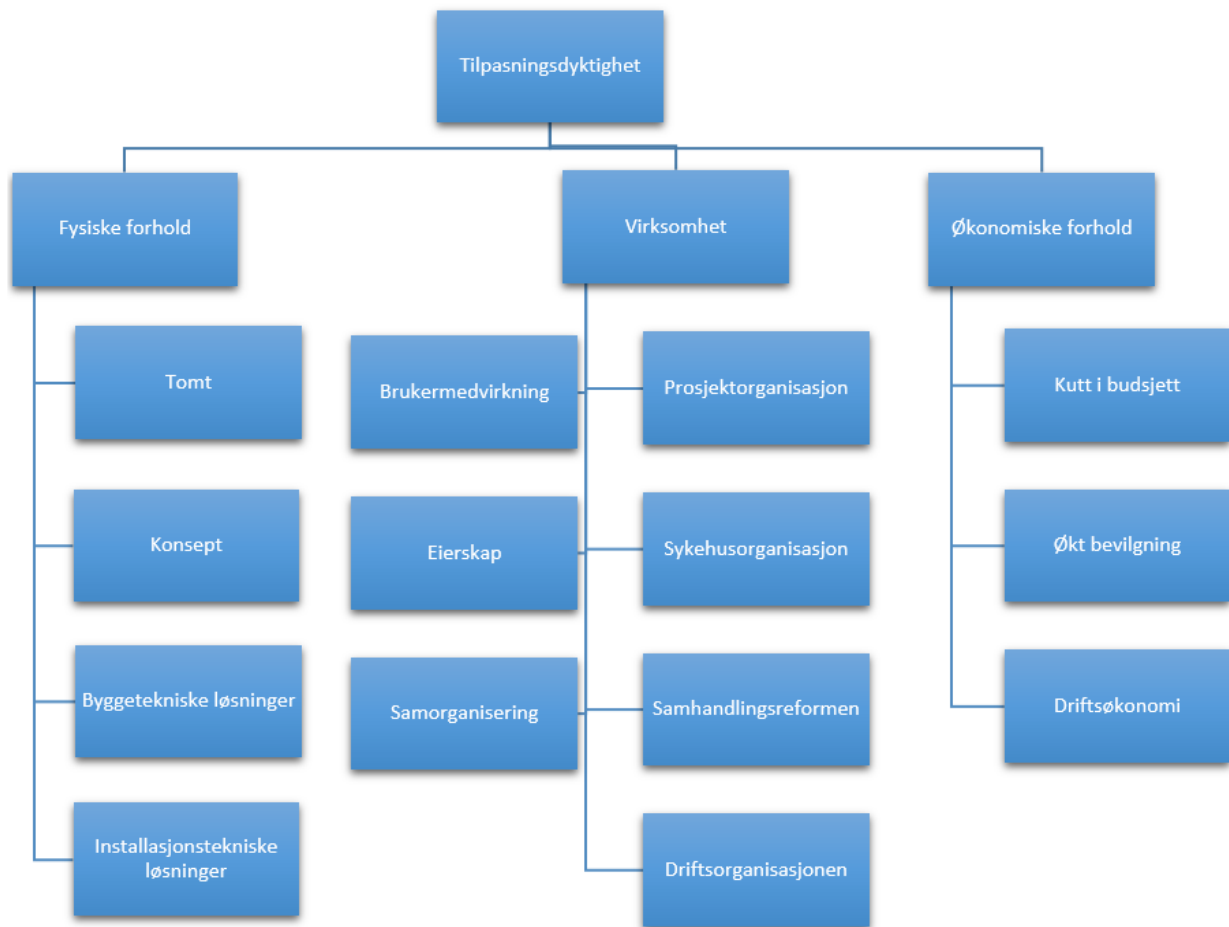 Tilpasningsdyktighet
Fysiske forhold
Virksomhet
Økonomiske forhold
Tomt
Konsept
Byggetekniske løsninger
Installasjonstekniske
løsninger
Brukermedvirkning
Eierskap
Samorganisering
Prosjektorganisasjon
Sykehusorganisasjon
Samhandlingsreformen
Driftsorganisasjonen
Kutt i budsjett
Økt bevilgning
Driftsøkonomi